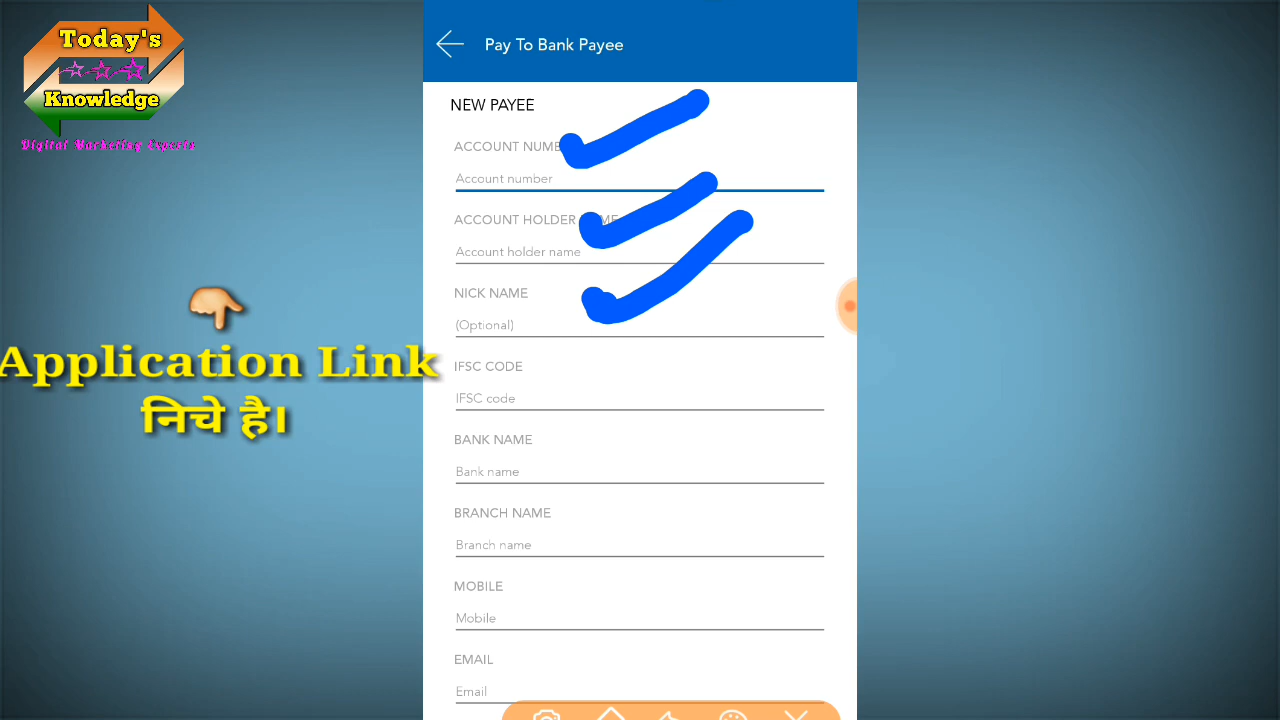 Today's
Knowledge
Digital Marketing Experts
Application Link
निचे है।
Pay To Bank Payee
NEW PAYEE
ACCOUNT
Account number
ACCOUNT HOLDER
Account holder name
NICK NAME
(Optional)
IFSC CODE
IFSC code
BANK NAME
Bank name
BRANCH NAME
Branch name
MOBILE
Mobile
EMAIL
Email